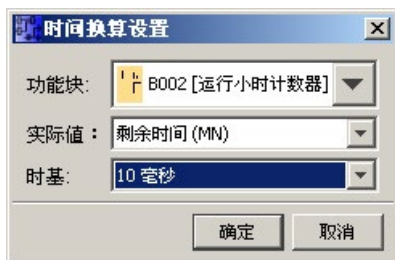 时间换算设置
功能块: B002 [运行小时计数器]
实际值： 剩余时间 (MN)
时基: 10 毫秒
确定 取消